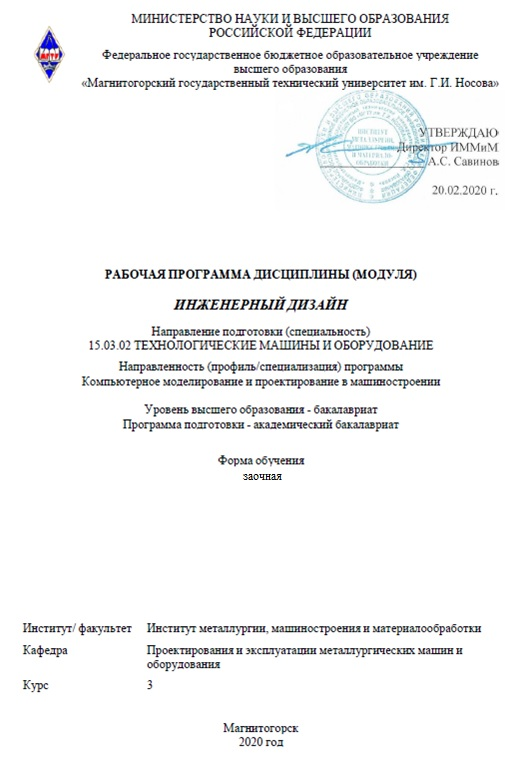 МИНИСТЕРСТВО НАУКИ И ВЫСШЕГО ОБРАЗОВАНИЯ
РОССИЙСКОЙ ФЕДЕРАЦИИ
Федеральное государственное бюджетное образовательное учреждение
высшего образования
«Магнитогорский государственный технический университет им. Г.И. Носова»
УТВЕРЖДАЮ
Директор ИММиМ
А.С. Савинов
20.02.2020 г.
РАБОЧАЯ ПРОГРАММА ДИСЦИПЛИНЫ (МОДУЛЯ)
ИНЖЕНЕРНЫЙ ДИЗАЙН
Направление подготовки (специальность)
15.03.02 ТЕХНОЛОГИЧЕСКИЕ МАШИНЫ И ОБОРУДОВАНИЕ
Направленность (профиль/специализация) программы
Компьютерное моделирование и проектирование в машиностроении
Уровень высшего образования - бакалавриат
Программа подготовки - академический бакалавриат
Форма обучения
заочная
Институт/ факультет Институт металлургии, машиностроения и материалообработки
Кафедра Проектирования и эксплуатации металлургических машин и
оборудования
Курс 3
Магнитогорск
2020 год